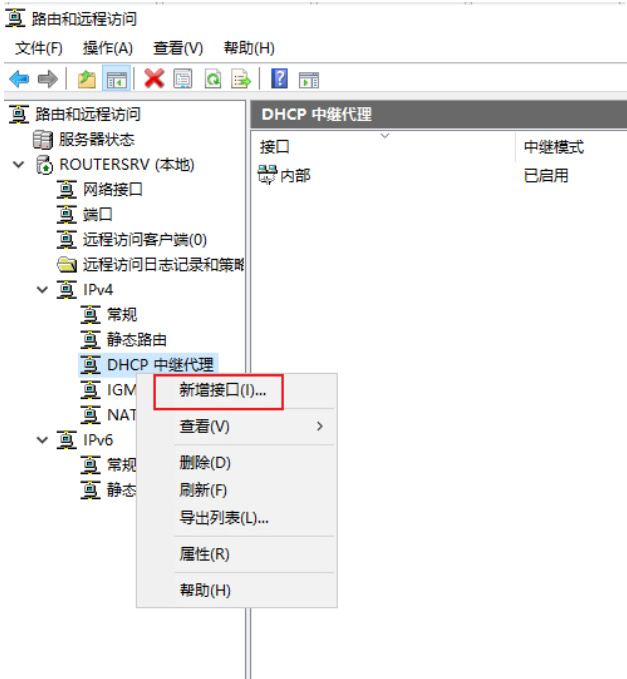 路由和远程访问
文件(F) 操作(A) 查看(V) 帮助(H)
路由和远程访问
服务器状态
ROUTERSRV (本地)
网络接口
端口
远程访问客户端(0)
远程访问日志记录和策略
IPv4
常规
静态路由
DHCP 中继代理
IGM
NAT
IPv6
常规
静态
新增接口(I)...
查看(V)
删除(D)
刷新(F)
导出列表(L)...
属性(R)
帮助(H)
DHCP 中继代理
接口 中继模式
内部 已启用